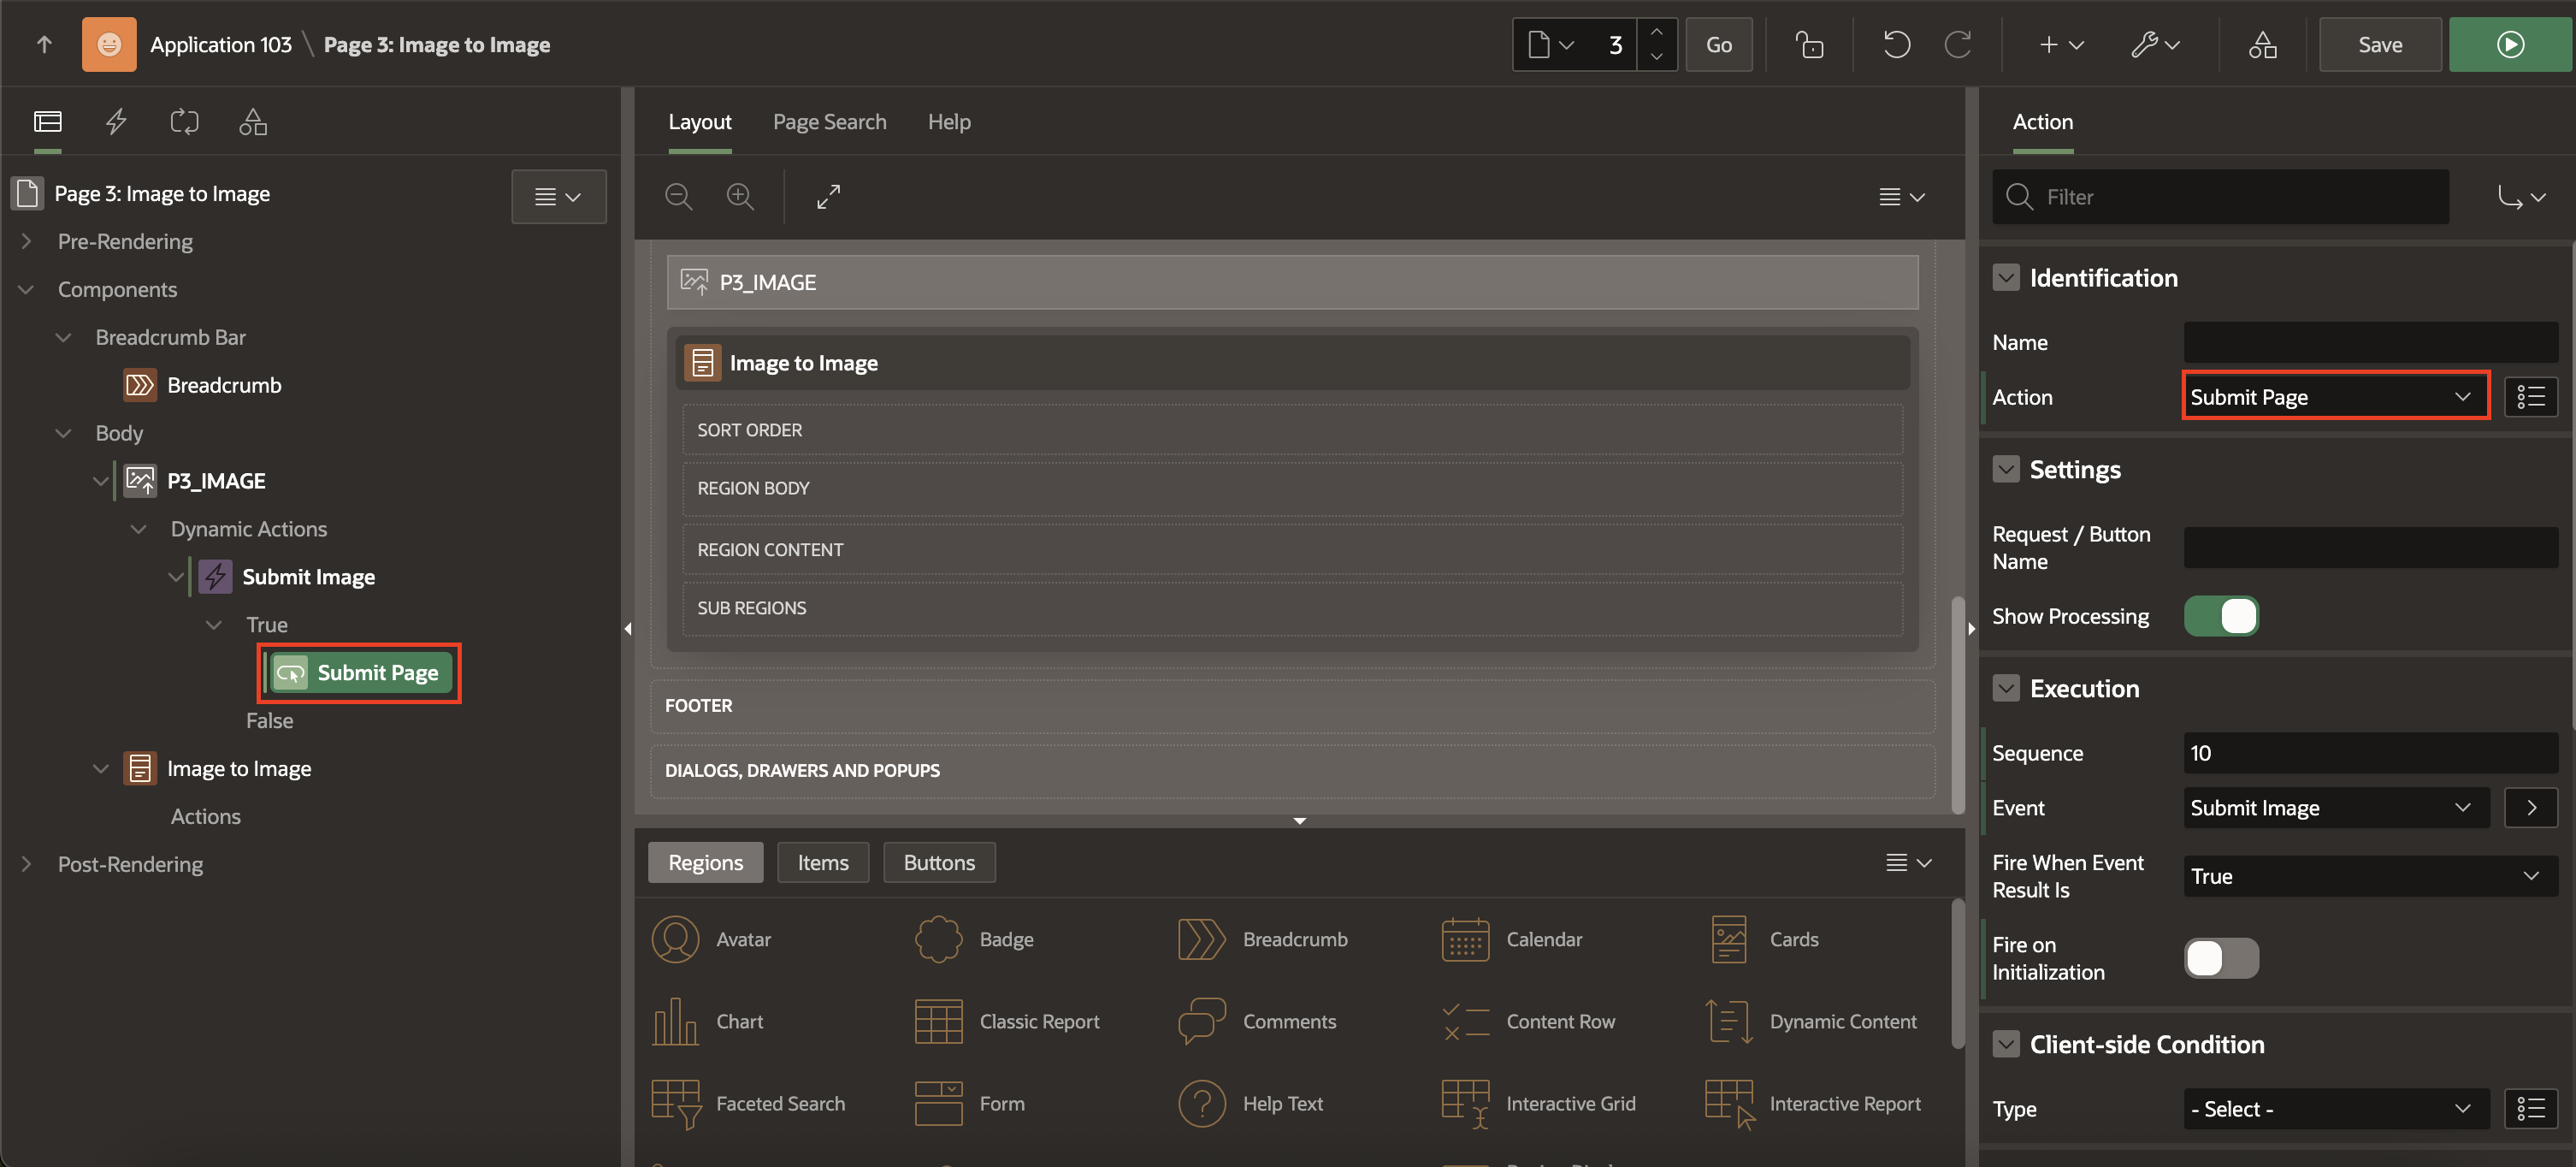 Application 103 \ Page 3: Image to Image
3
Go
Save
Page 3: Image to Image
Pre-Rendering
Components
Breadcrumb Bar
Breadcrumb
Body
P3_IMAGE
Dynamic Actions
Submit Image
True
Submit Page
False
Image to Image
Actions
Post-Rendering
Layout
Page Search
Help
P3_IMAGE
Image to Image
SORT ORDER
REGION BODY
REGION CONTENT
SUB REGIONS
FOOTER
DIALOGS, DRAWERS AND POPUPS
Regions
Items
Buttons
Avatar
Badge
Breadcrumb
Calendar
Cards
Chart
Classic Report
Comments
Content Row
Dynamic Content
Faceted Search
Form
Help Text
Interactive Grid
Interactive Report
Action
Filter
Identification
Name
Action
Submit Page
Settings
Request / Button
Name
Show Processing
Execution
Sequence
10
Event
Submit Image
Fire When Event
Result Is
True
Fire on
Initialization
Client-side Condition
Type
- Select -